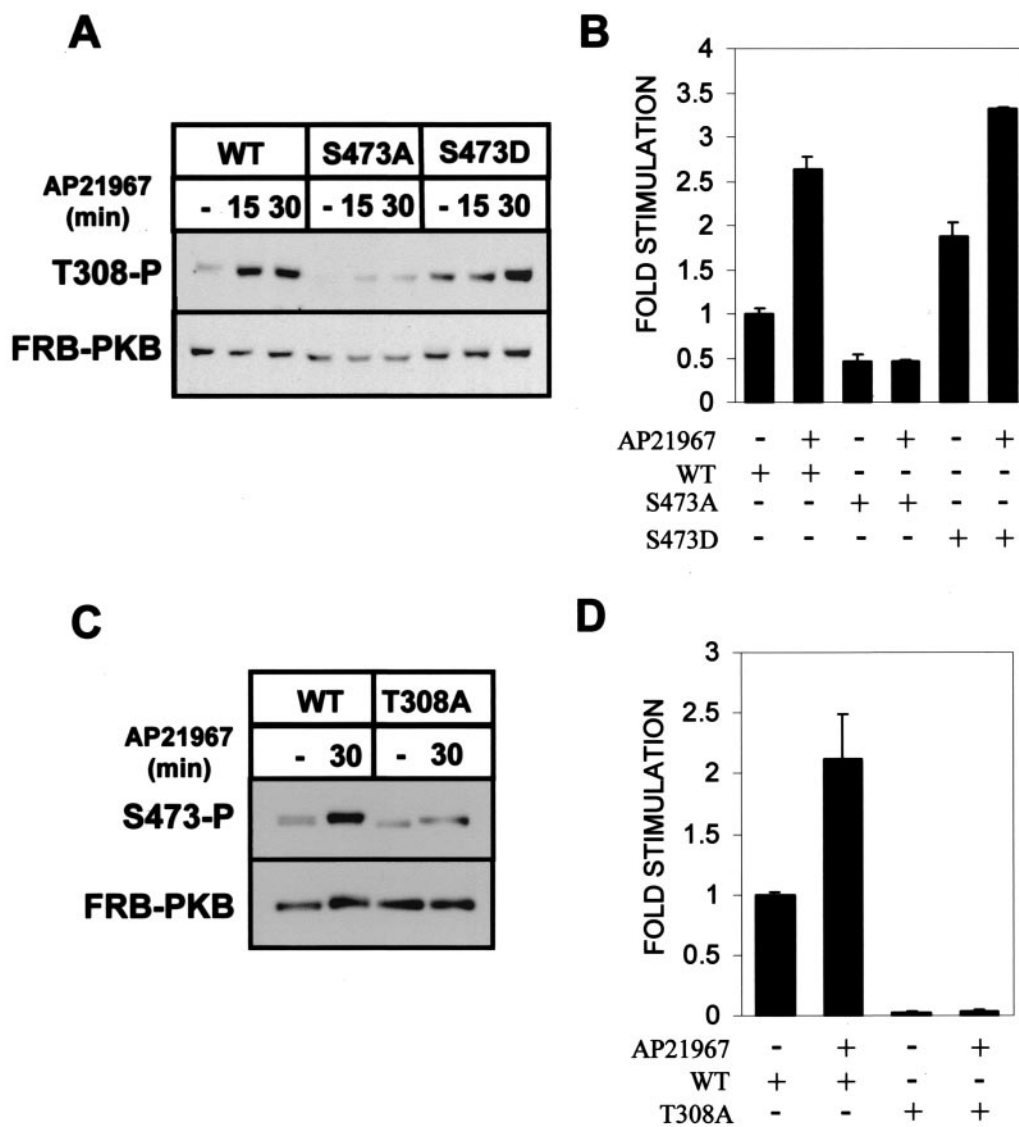 A
WT S473A S473D
AP21967 (min) - 15 30 - 15 30 - 15 30
T308-P
FRB-PKB
B
FOLD STIMULATION
4
3.5
3
2.5
2
1.5
1
0.5
0
AP21967 - + - + - +
WT + + - - - -
S473A - - + + - -
S473D - - - - + +
C
WT T308A
AP21967 (min) - 30 - 30
S473-P
FRB-PKB
D
FOLD STIMULATION
3
2.5
2
1.5
1
0.5
0
AP21967 - + - +
WT + + - -
T308A - - + +